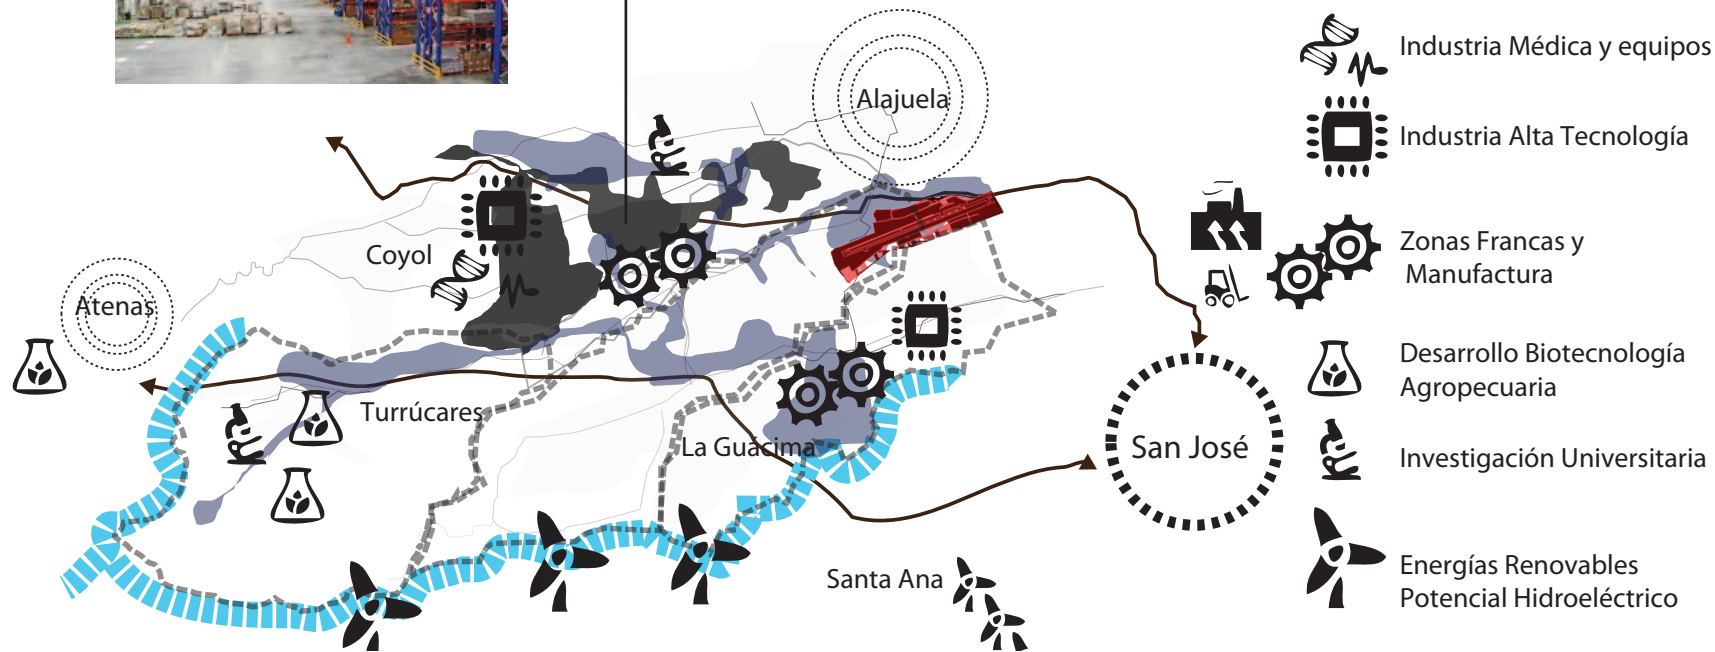 Alajuela
Coyol
Atenas
Turrúcares
La Guácima
San José
Santa Ana
Industria Médica y equipos
Industria Alta Tecnología
Zonas Francas y
Manufactura
Desarrollo Biotecnología
Agropecuaria
Investigación Universitaria
Energías Renovables
Potencial Hidroeléctrico